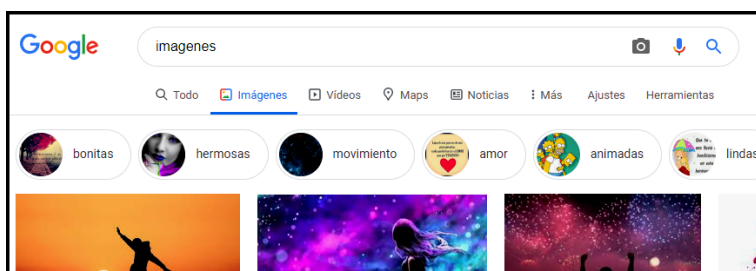 Google
imagenes
Todo Imágenes Vídeos Maps Noticias Más Ajustes Herramientas
bonitas hermosas movimiento amor animadas lindas